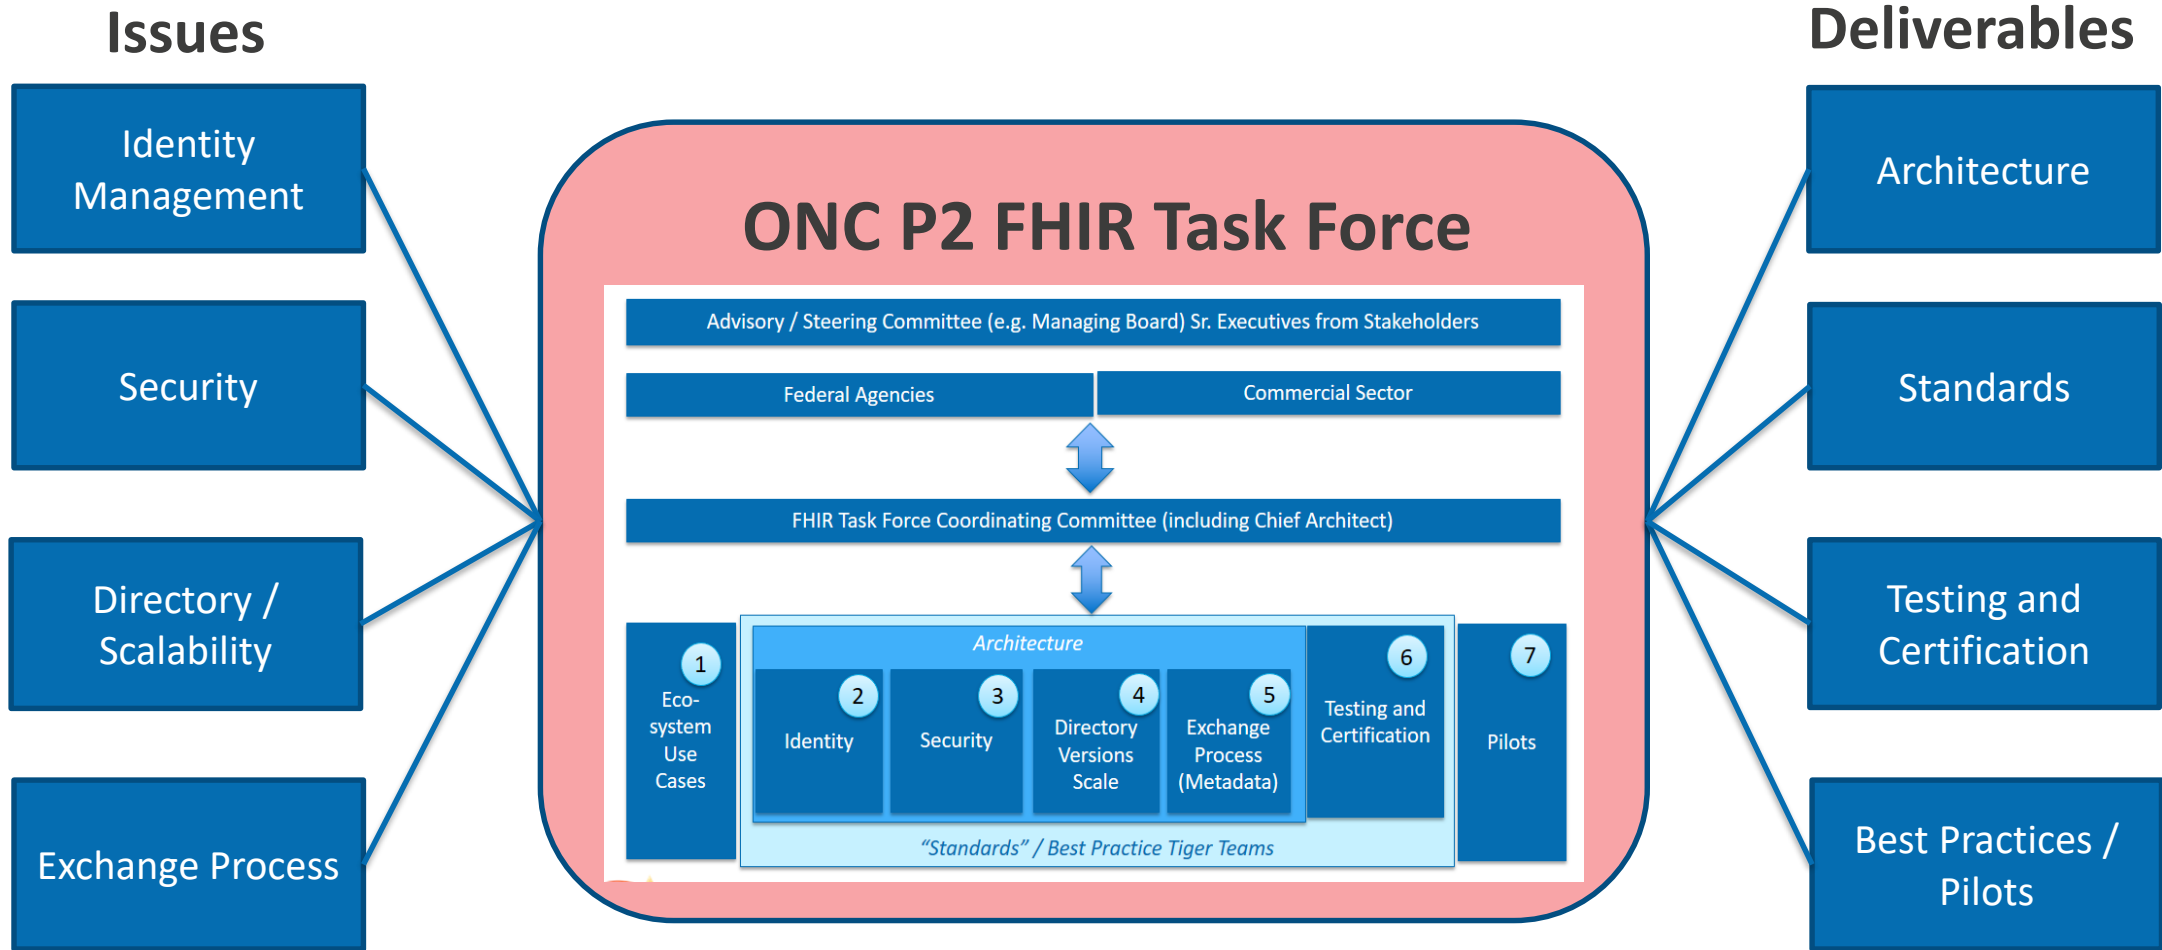 Issues
Identity
Management
Security
Directory /
Scalability
Exchange Process
ONC P2 FHIR Task Force
Advisory / Steering Committee (e.g. Managing Board) Sr. Executives from Stakeholders
Federal Agencies
Commercial Sector
FHIR Task Force Coordinating Committee (including Chief Architect)
1
Eco-
system
Use
Cases
Architecture
2
Identity
3
Security
4
Directory
Versions
Scale
5
Exchange
Process
(Metadata)
6
Testing and
Certification
7
Pilots
“Standards” / Best Practice Tiger Teams
Deliverables
Architecture
Standards
Testing and
Certification
Best Practices /
Pilots